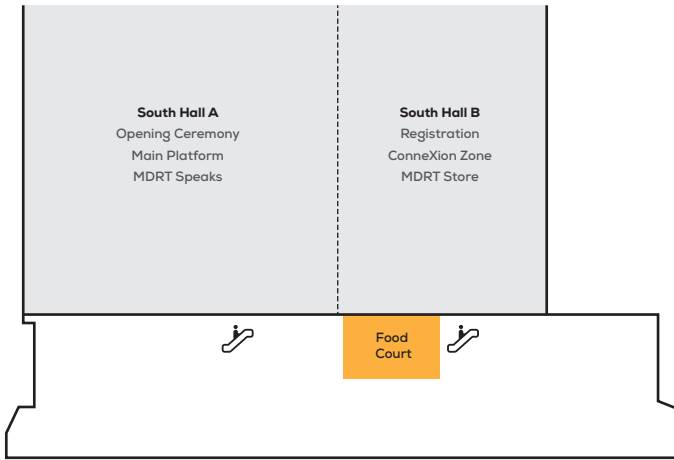 South Hall A
Opening Ceremony
Main Platform
MDRT Speaks
South Hall B
Registration
ConneXion Zone
MDRT Store
Food
Court